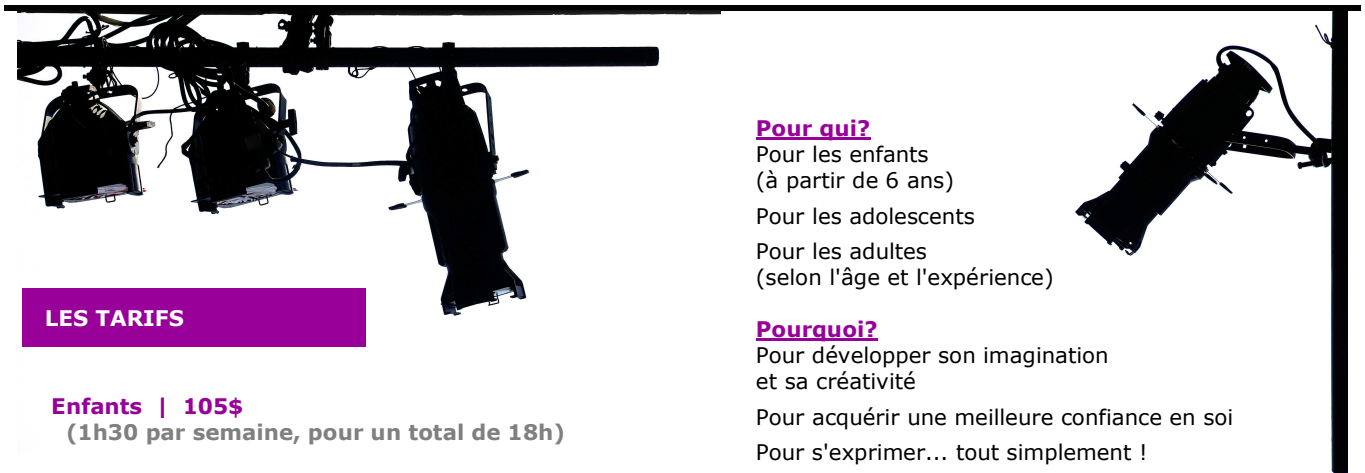 LES TARIFS
Enfants | 105$
(1h30 par semaine, pour un total de 18h)
Pour qui?
Pour les enfants
(à partir de 6 ans)
Pour les adolescents
Pour les adultes
(selon l'âge et l'expérience)
Pourquoi?
Pour développer son imagination
et sa créativité
Pour acquérir une meilleure confiance en soi
Pour s'exprimer... tout simplement !